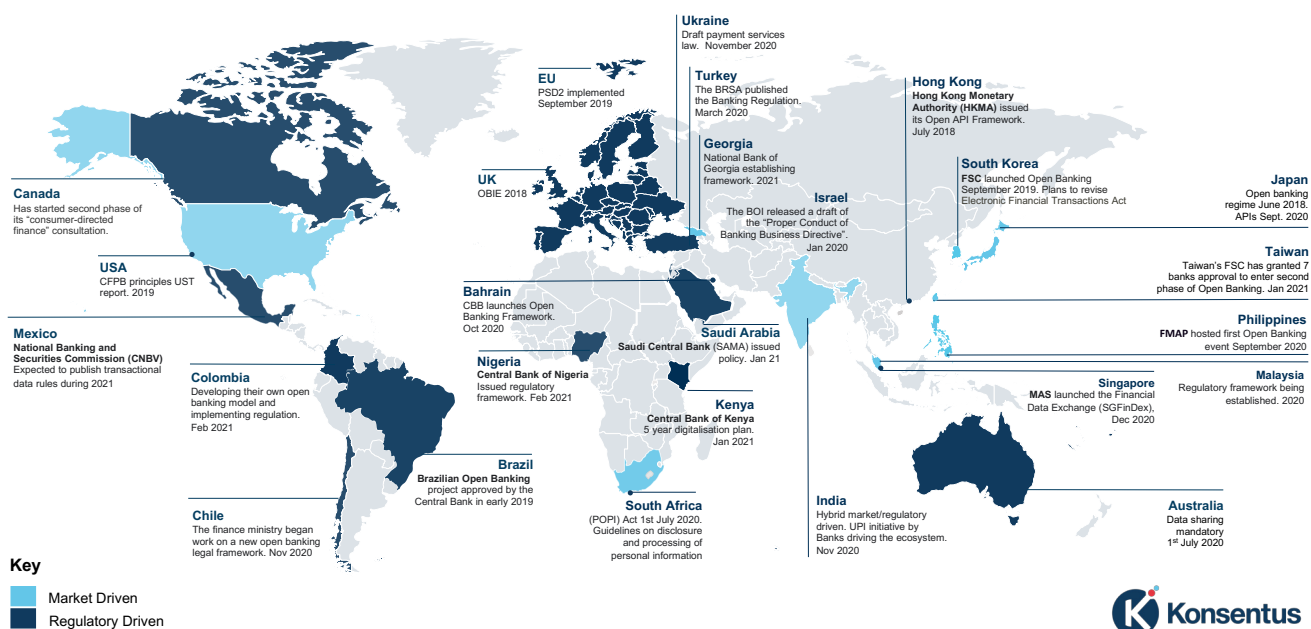 Ukraine
Draft payment services
law. November 2020
EU
PSD2 implemented
September 2019
Turkey
The BRSA published
the Banking Regulation.
March 2020
Hong Kong
Hong Kong Monetary
Authority (HKMA) issued
its Open API Framework.
July 2018
Georgia
National Bank of
Georgia establishing
framework. 2021
South Korea
FSC launched Open Banking
September 2019. Plans to revise
Electronic Financial Transactions Act
Japan
Open banking
regime June 2018.
APIs Sept. 2020
UK
OBIE 2018
Israel
The BOI released a draft of
the “Proper Conduct of
Banking Business Directive”.
Jan 2020
Canada
Has started second phase of
its “consumer-directed
finance” consultation.
USA
CFPB principles UST
report. 2019
Taiwan
Taiwan's FSC has granted 7
banks approval to enter second
phase of Open Banking. Jan 2021
Bahrain
CBB launches Open
Banking Framework.
Oct 2020
Saudi Arabia
Saudi Central Bank (SAMA) issued
policy. Jan 21
Philippines
FMAP hosted first Open Banking
event September 2020
Mexico
National Banking and
Securities Commission (CNBV)
Expected to publish transactional
data rules during 2021
Nigeria
Central Bank of Nigeria
Issued regulatory
framework. Feb 2021
Malaysia
Regulatory framework being
established. 2020
Singapore
MAS launched the Financial
Data Exchange (SGFinDex),
Dec 2020
Colombia
Developing their own open
banking model and
implementing regulation.
Feb 2021
Kenya
Central Bank of Kenya
5 year digitalisation plan.
Jan 2021
Brazil
Brazilian Open Banking
project approved by the
Central Bank in early 2019
South Africa
(POPI) Act 1st July 2020.
Guidelines on disclosure
and processing of
personal information
India
Hybrid market/regulatory
driven. UPI initiative by
Banks driving the ecosystem.
Nov 2020
Australia
Data sharing
mandatory
1st July 2020
Chile
The finance ministry began
work on a new open banking
legal framework. Nov 2020
Key
Market Driven
Regulatory Driven
K Konsentus